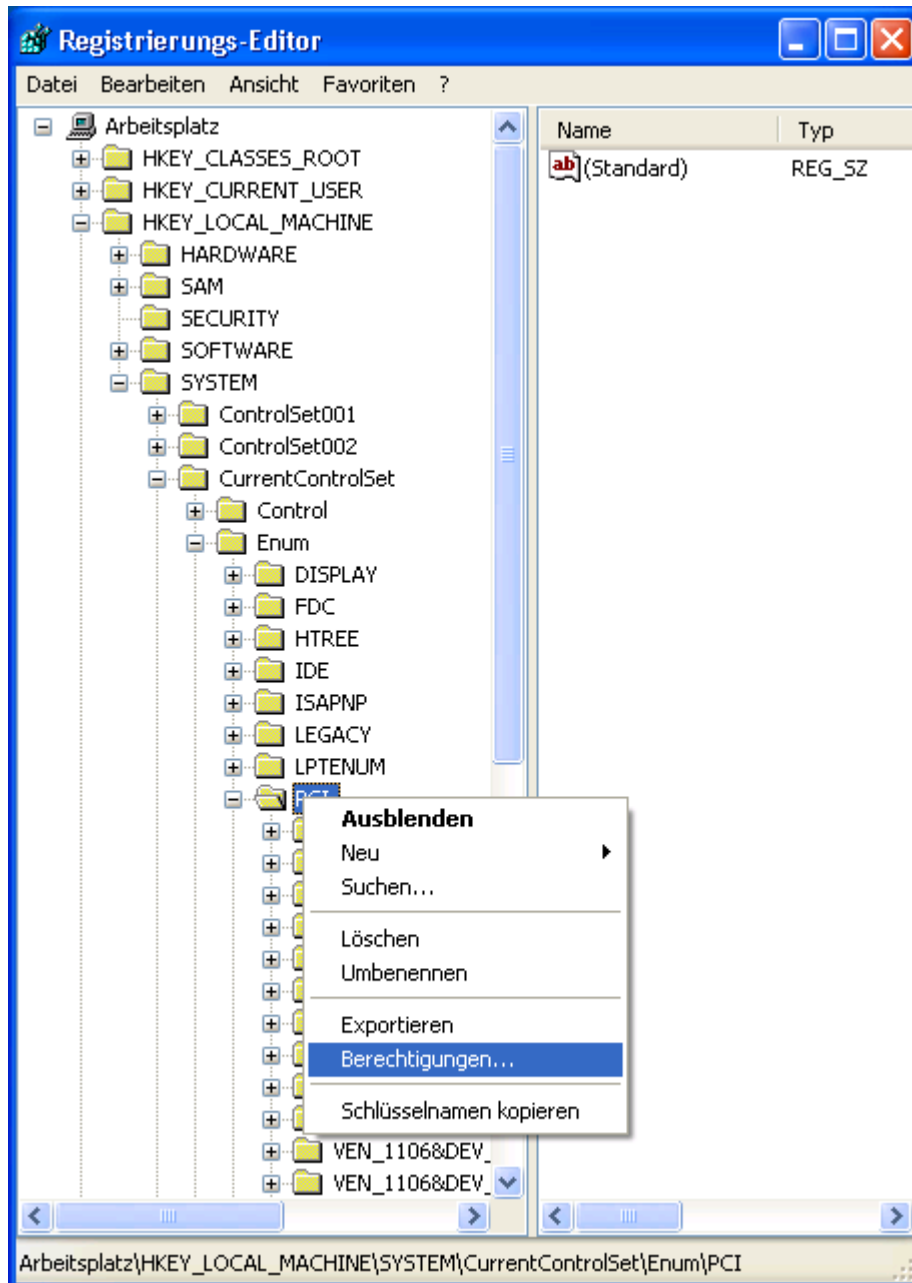 Registrierungs-Editor
Datei Bearbeiten Ansicht Favoriten ?
Arbeitsplatz
HKEY_CLASSES_ROOT
HKEY_CURRENT_USER
HKEY_LOCAL_MACHINE
HARDWARE
SAM
SECURITY
SOFTWARE
SYSTEM
ControlSet001
ControlSet002
CurrentControlSet
Control
Enum
DISPLAY
FDC
HTREE
IDE
ISAPNP
LEGACY
LPTENUM
PCI
VEN_1106&DEV_
VEN_1106&DEV_
Name Typ
ab (Standard) REG_SZ
Ausblenden
Neu
Suchen...
Löschen
Umbenennen
Exportieren
Berechtigungen...
Schlüsselnamen kopieren
Arbeitsplatz\HKEY_LOCAL_MACHINE\SYSTEM\CurrentControlSet\Enum\PCI